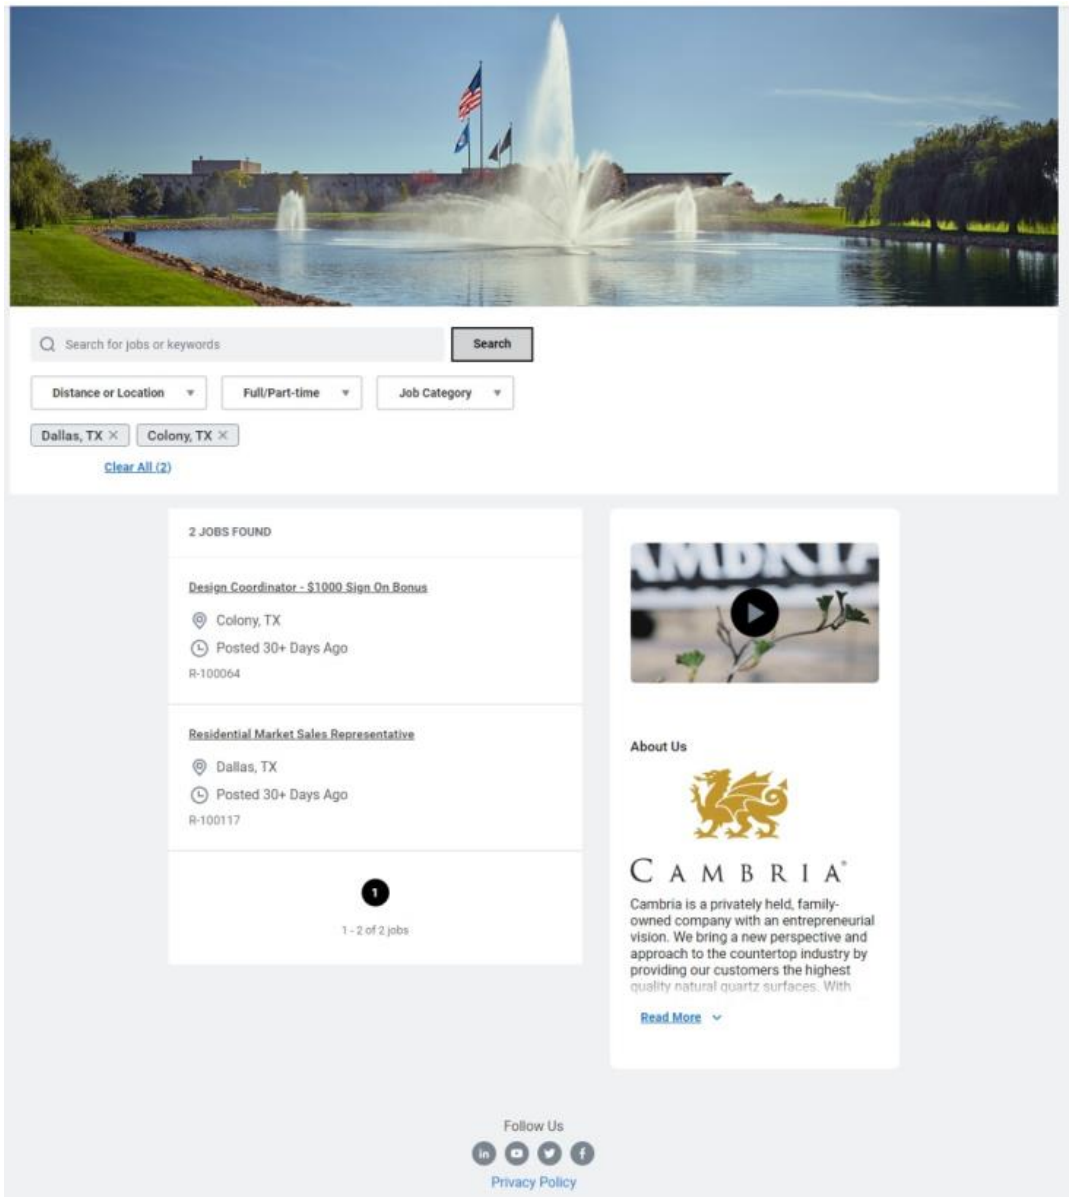 Search for jobs or keywords
Search
Distance or Location
Full/Part-time
Job Category
Dallas, TX
Colony, TX
Clear All (2)
2 JOBS FOUND
Design Coordinator - $1000 Sign On Bonus
Colony, TX
Posted 30+ Days Ago
R-100064
Residential Market Sales Representative
Dallas, TX
Posted 30+ Days Ago
R-100117
1
1 - 2 of 2 jobs
AMBRIA
About Us
CAMBRIA®
Cambria is a privately held, family-
owned company with an entrepreneurial
vision. We bring a new perspective and
approach to the countertop industry by
providing our customers the highest
quality natural quartz surfaces. With
Read More
Follow Us
in
f
Privacy Policy